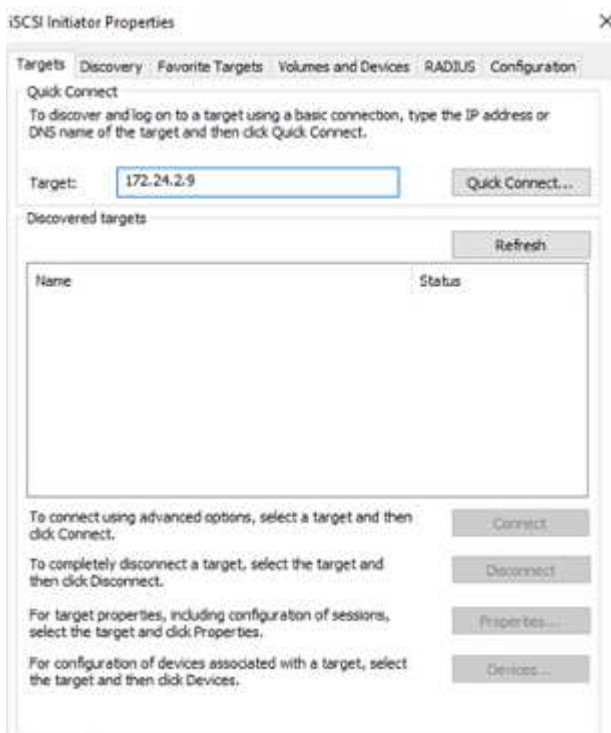 iSCSI Initiator Properties
Targets Discovery Favorite Targets Volumes and Devices RADIUS Configuration
Quick Connect
To discover and log on to a target using a basic connection, type the IP address or
DNS name of the target and then click Quick Connect.
Target: 172.24.2.9 Quick Connect...
Discovered targets
Refresh
Name Status
To connect using advanced options, select a target and then
click Connect.
Connect
To completely disconnect a target, select the target and
then click Disconnect.
Disconnect
For target properties, including configuration of sessions,
select the target and click Properties.
Properties...
For configuration of devices associated with a target, select
the target and then click Devices.
Devices...